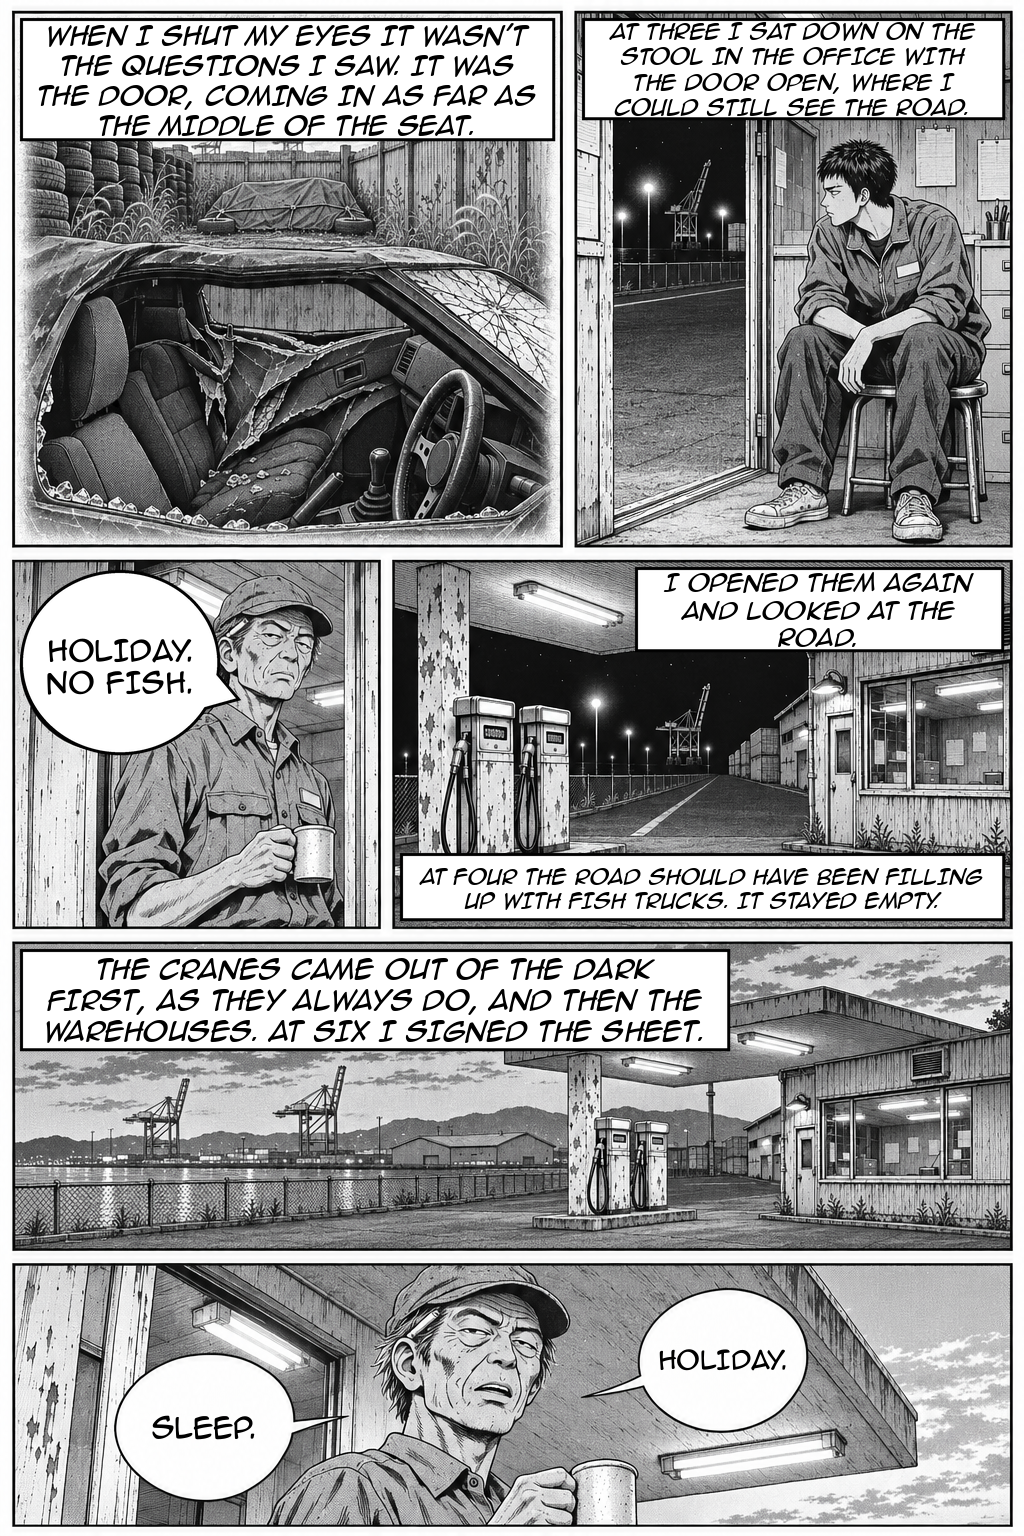 WHEN I SHUT MY EYES IT WASN'T
THE QUESTIONS I SAW. IT WAS
THE DOOR, COMING IN AS FAR AS
THE MIDDLE OF THE SEAT.
AT THREE I SAT DOWN ON THE
STOOL IN THE OFFICE WITH
THE DOOR OPEN, WHERE I
COULD STILL SEE THE ROAD.
HOLIDAY.
NO FISH.
I OPENED THEM AGAIN
AND LOOKED AT THE
ROAD.
AT FOUR THE ROAD SHOULD HAVE BEEN FILLING
UP WITH FISH TRUCKS. IT STAYED EMPTY.
THE CRANES CAME OUT OF THE DARK
FIRST, AS THEY ALWAYS DO, AND THEN THE
WAREHOUSES. AT SIX I SIGNED THE SHEET.
HOLIDAY.
SLEEP.